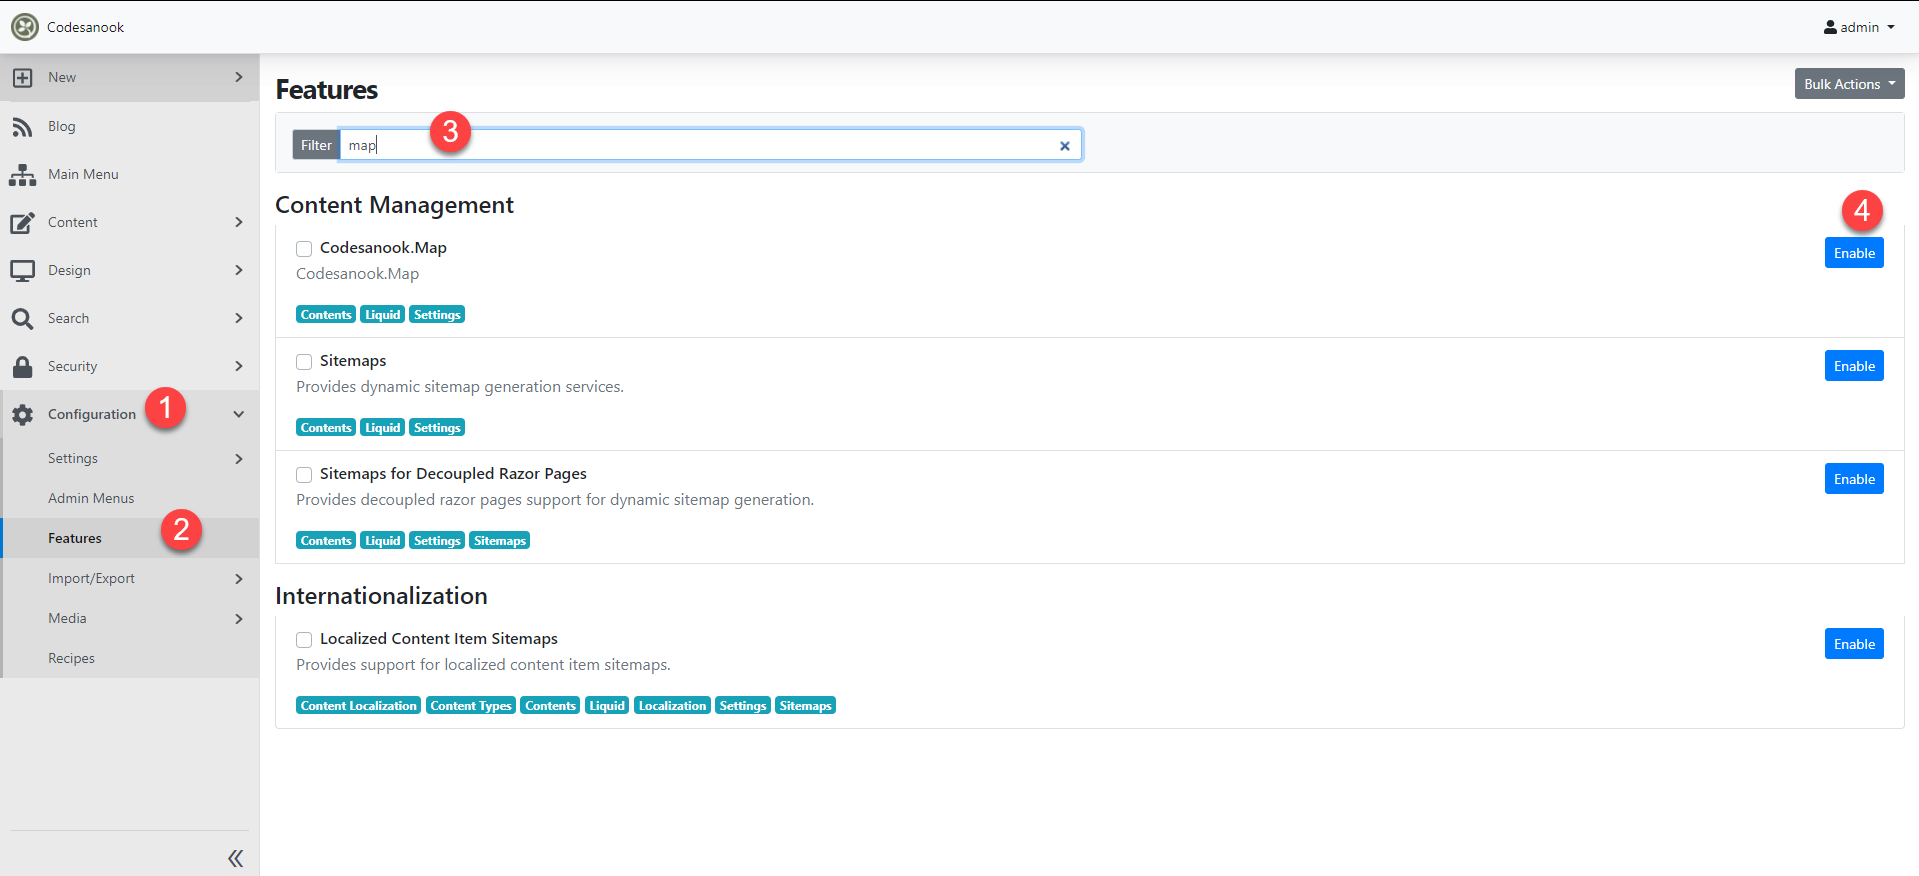 Codesanook
admin
New
Blog
Main Menu
Content
Design
Search
Security
Configuration 1
Settings
Admin Menus
Features 2
Import/Export
Media
Recipes
Features
Bulk Actions
Filter map 3
Content Management
4
Codesanook.Map
Enable
Codesanook.Map
Contents Liquid Settings
Sitemaps
Enable
Provides dynamic sitemap generation services.
Contents Liquid Settings
Sitemaps for Decoupled Razor Pages
Enable
Provides decoupled razor pages support for dynamic sitemap generation.
Contents Liquid Settings Sitemaps
Internationalization
Localized Content Item Sitemaps
Enable
Provides support for localized content item sitemaps.
Content Localization Content Types Contents Liquid Localization Settings Sitemaps